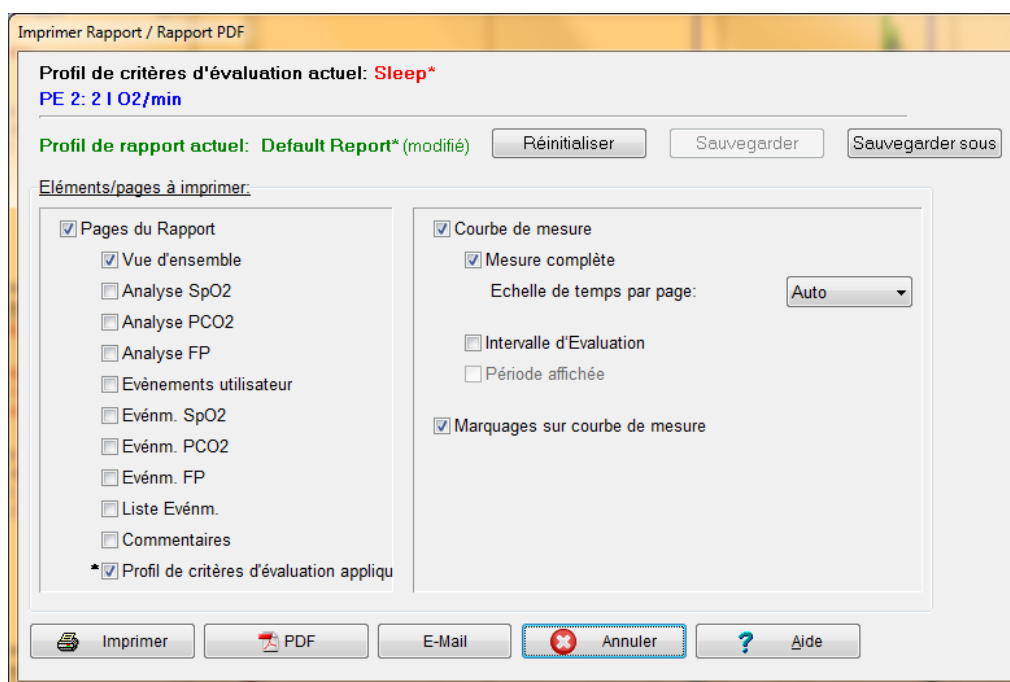 Imprimer Rapport / Rapport PDF
Profil de critères d'évaluation actuel: Sleep*
PE 2: 2 l O2/min
Profil de rapport actuel: Default Report* (modifié) Réinitialiser Sauvegarder Sauvegarder sous
Eléments/pages à imprimer:
Pages du Rapport
Vue d'ensemble
Analyse SpO2
Analyse PCO2
Analyse FP
Evènements utilisateur
Evénm. SpO2
Evénm. PCO2
Evénm. FP
Liste Evénm.
Commentaires
* Profil de critères d'évaluation appliqu
Courbe de mesure
Mesure complète
Echelle de temps par page: Auto
Intervalle d'Evaluation
Période affichée
Marquages sur courbe de mesure
Imprimer PDF E-Mail Annuler ? Aide